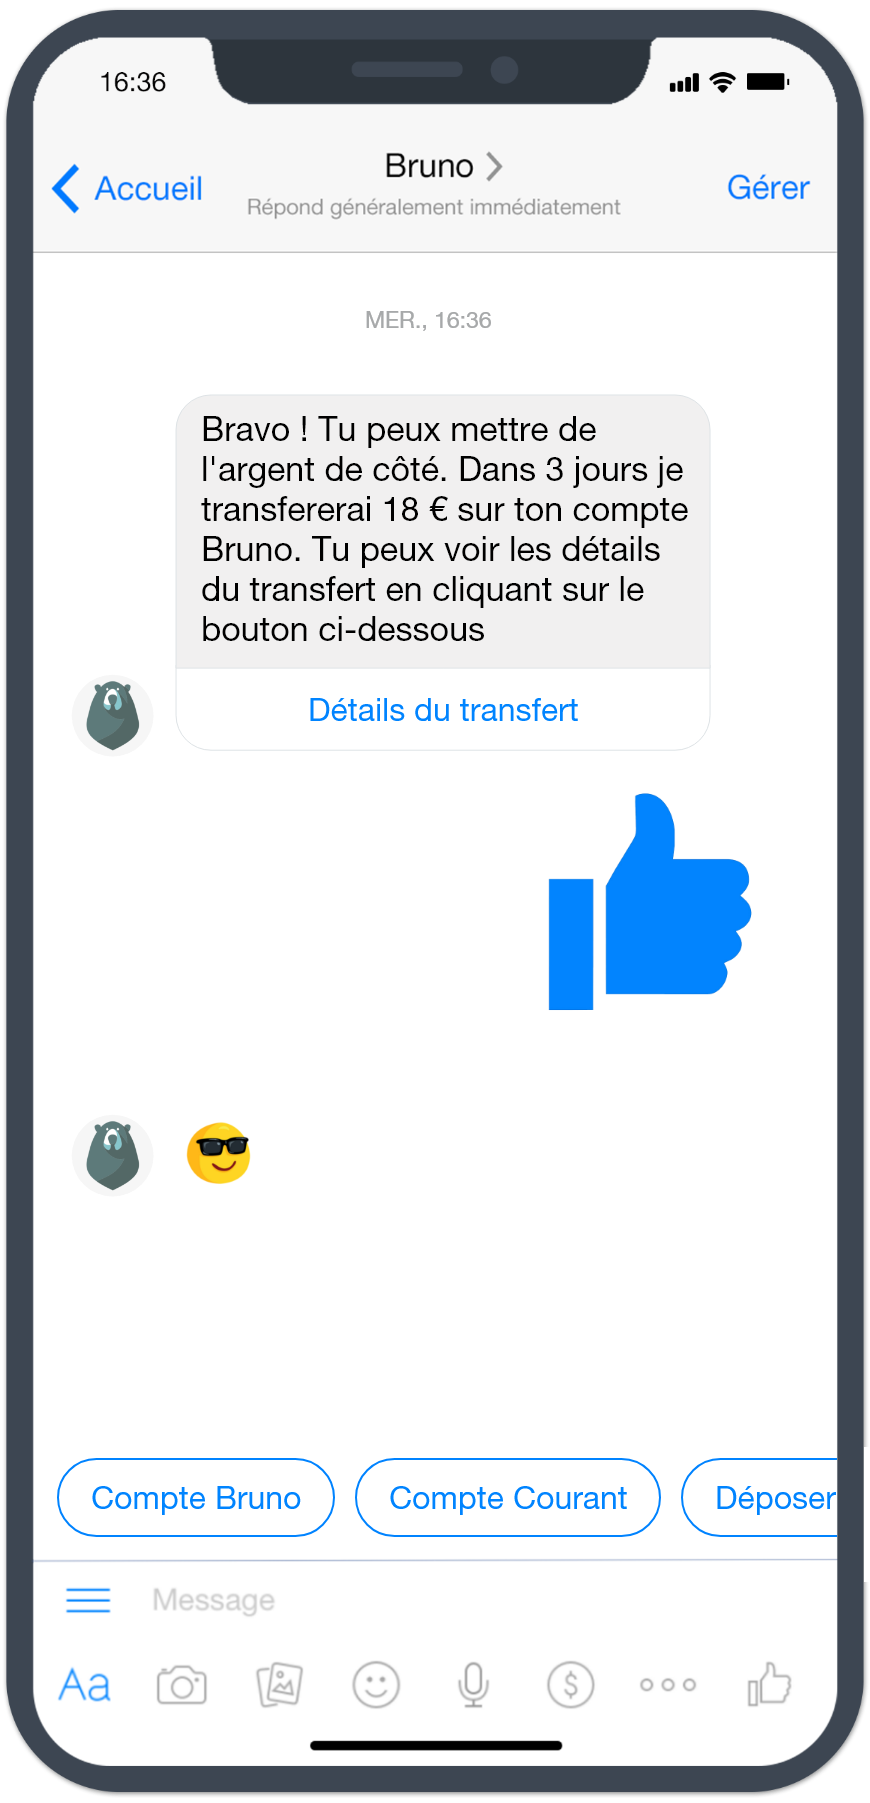 16:36
Accueil
Bruno
Répond généralement immédiatement
Gérer
MER., 16:36
Bravo ! Tu peux mettre de
l'argent de côté. Dans 3 jours je
transfererai 18 € sur ton compte
Bruno. Tu peux voir les détails
du transfert en cliquant sur le
bouton ci-dessous
Détails du transfert
Compte Bruno
Compte Courant
Déposer
Message
Aa
$